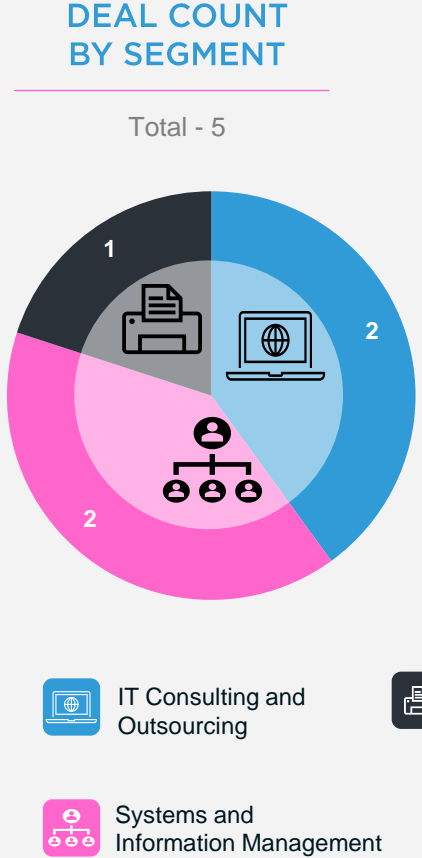 DEAL COUNT
BY SEGMENT
Total - 5
1
2
2
IT Consulting and
Outsourcing
Systems and
Information Management